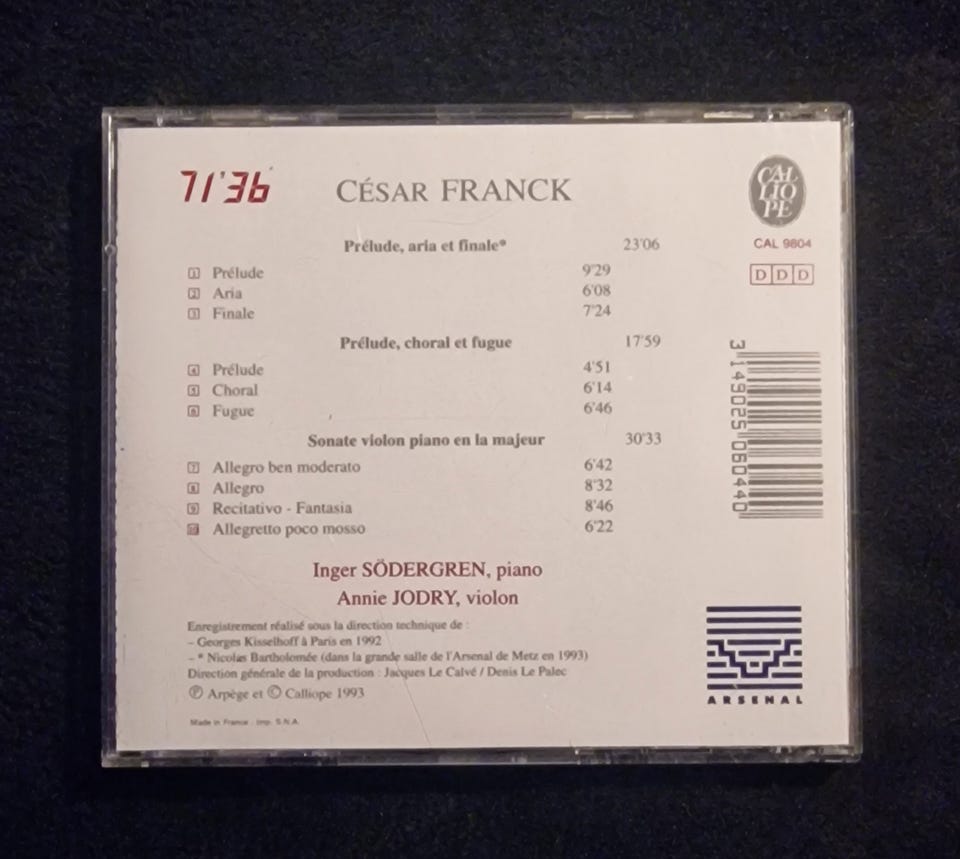 71'36"
CÉSAR FRANCK
CALLIOPE
CAL 9804
DDD
Prélude, aria et finale* 23'06
1 Prélude 9'29
2 Aria 6'08
3 Finale 7'24
Prélude, choral et fugue 17'59
4 Prélude 4'51
5 Choral 6'14
6 Fugue 6'46
Sonate violon piano en la majeur 30'33
7 Allegro ben moderato 6'42
8 Allegro 8'32
9 Recitativo - Fantasia 8'46
10 Allegretto poco mosso 6'22
3 149025 060440
Inger SÖDERGREN, piano
Annie JODRY, violon
Enregistrement réalisé sous la direction technique de :
– Georges Kisselhoff à Paris en 1992
– * Nicolas Bartholomée (dans la grande salle de l'Arsenal de Metz en 1993)
Direction générale de la production : Jacques Le Calvé / Denis Le Palec
℗ Arpège et © Calliope 1993
Made in France - Imp. S.N.A.
ARSENAL